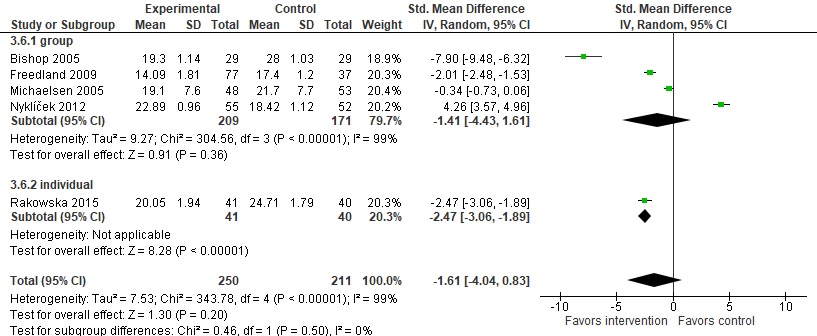 Experimental Control Std. Mean Difference Std. Mean Difference
Study or Subgroup Mean SD Total Mean SD Total Weight IV, Random, 95% CI IV, Random, 95% CI
3.6.1 group
Bishop 2005 19.3 1.14 29 28 1.03 29 18.9% -7.90 [-9.48, -6.32]
Freedland 2009 14.09 1.81 77 17.4 1.2 37 20.3% -2.01 [-2.48, -1.53]
Michaelsen 2005 19.1 7.6 48 21.7 7.7 53 20.4% -0.34 [-0.73, 0.06]
Nyklíček 2012 22.89 0.96 55 18.42 1.12 52 20.2% 4.26 [3.57, 4.96]
Subtotal (95% CI) 209 171 79.7% -1.41 [-4.43, 1.61]
Heterogeneity: Tau² = 9.27; Chi² = 304.56, df = 3 (P < 0.00001); I² = 99%
Test for overall effect: Z = 0.91 (P = 0.36)
3.6.2 individual
Rakowska 2015 20.05 1.94 41 24.71 1.79 40 20.3% -2.47 [-3.06, -1.89]
Subtotal (95% CI) 41 40 20.3% -2.47 [-3.06, -1.89]
Heterogeneity: Not applicable
Test for overall effect: Z = 8.28 (P < 0.00001)
Total (95% CI) 250 211 100.0% -1.61 [-4.04, 0.83]
Heterogeneity: Tau² = 7.53; Chi² = 343.78, df = 4 (P < 0.00001); I² = 99%
Test for overall effect: Z = 1.30 (P = 0.20)
Test for subgroup differences: Chi² = 0.46, df = 1 (P = 0.50), I² = 0%
-10 -5 0 5 10
Favors intervention Favors control